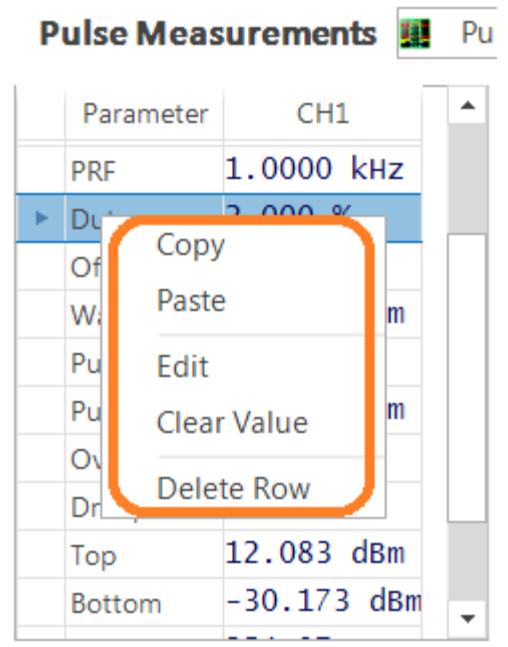 Pulse Measurements Pu
Parameter CH1
PRF 1.0000 kHz
Copy
Paste
m
Edit
Clear Value
m
Delete Row
Top 12.083 dBm
Bottom -30.173 dBm